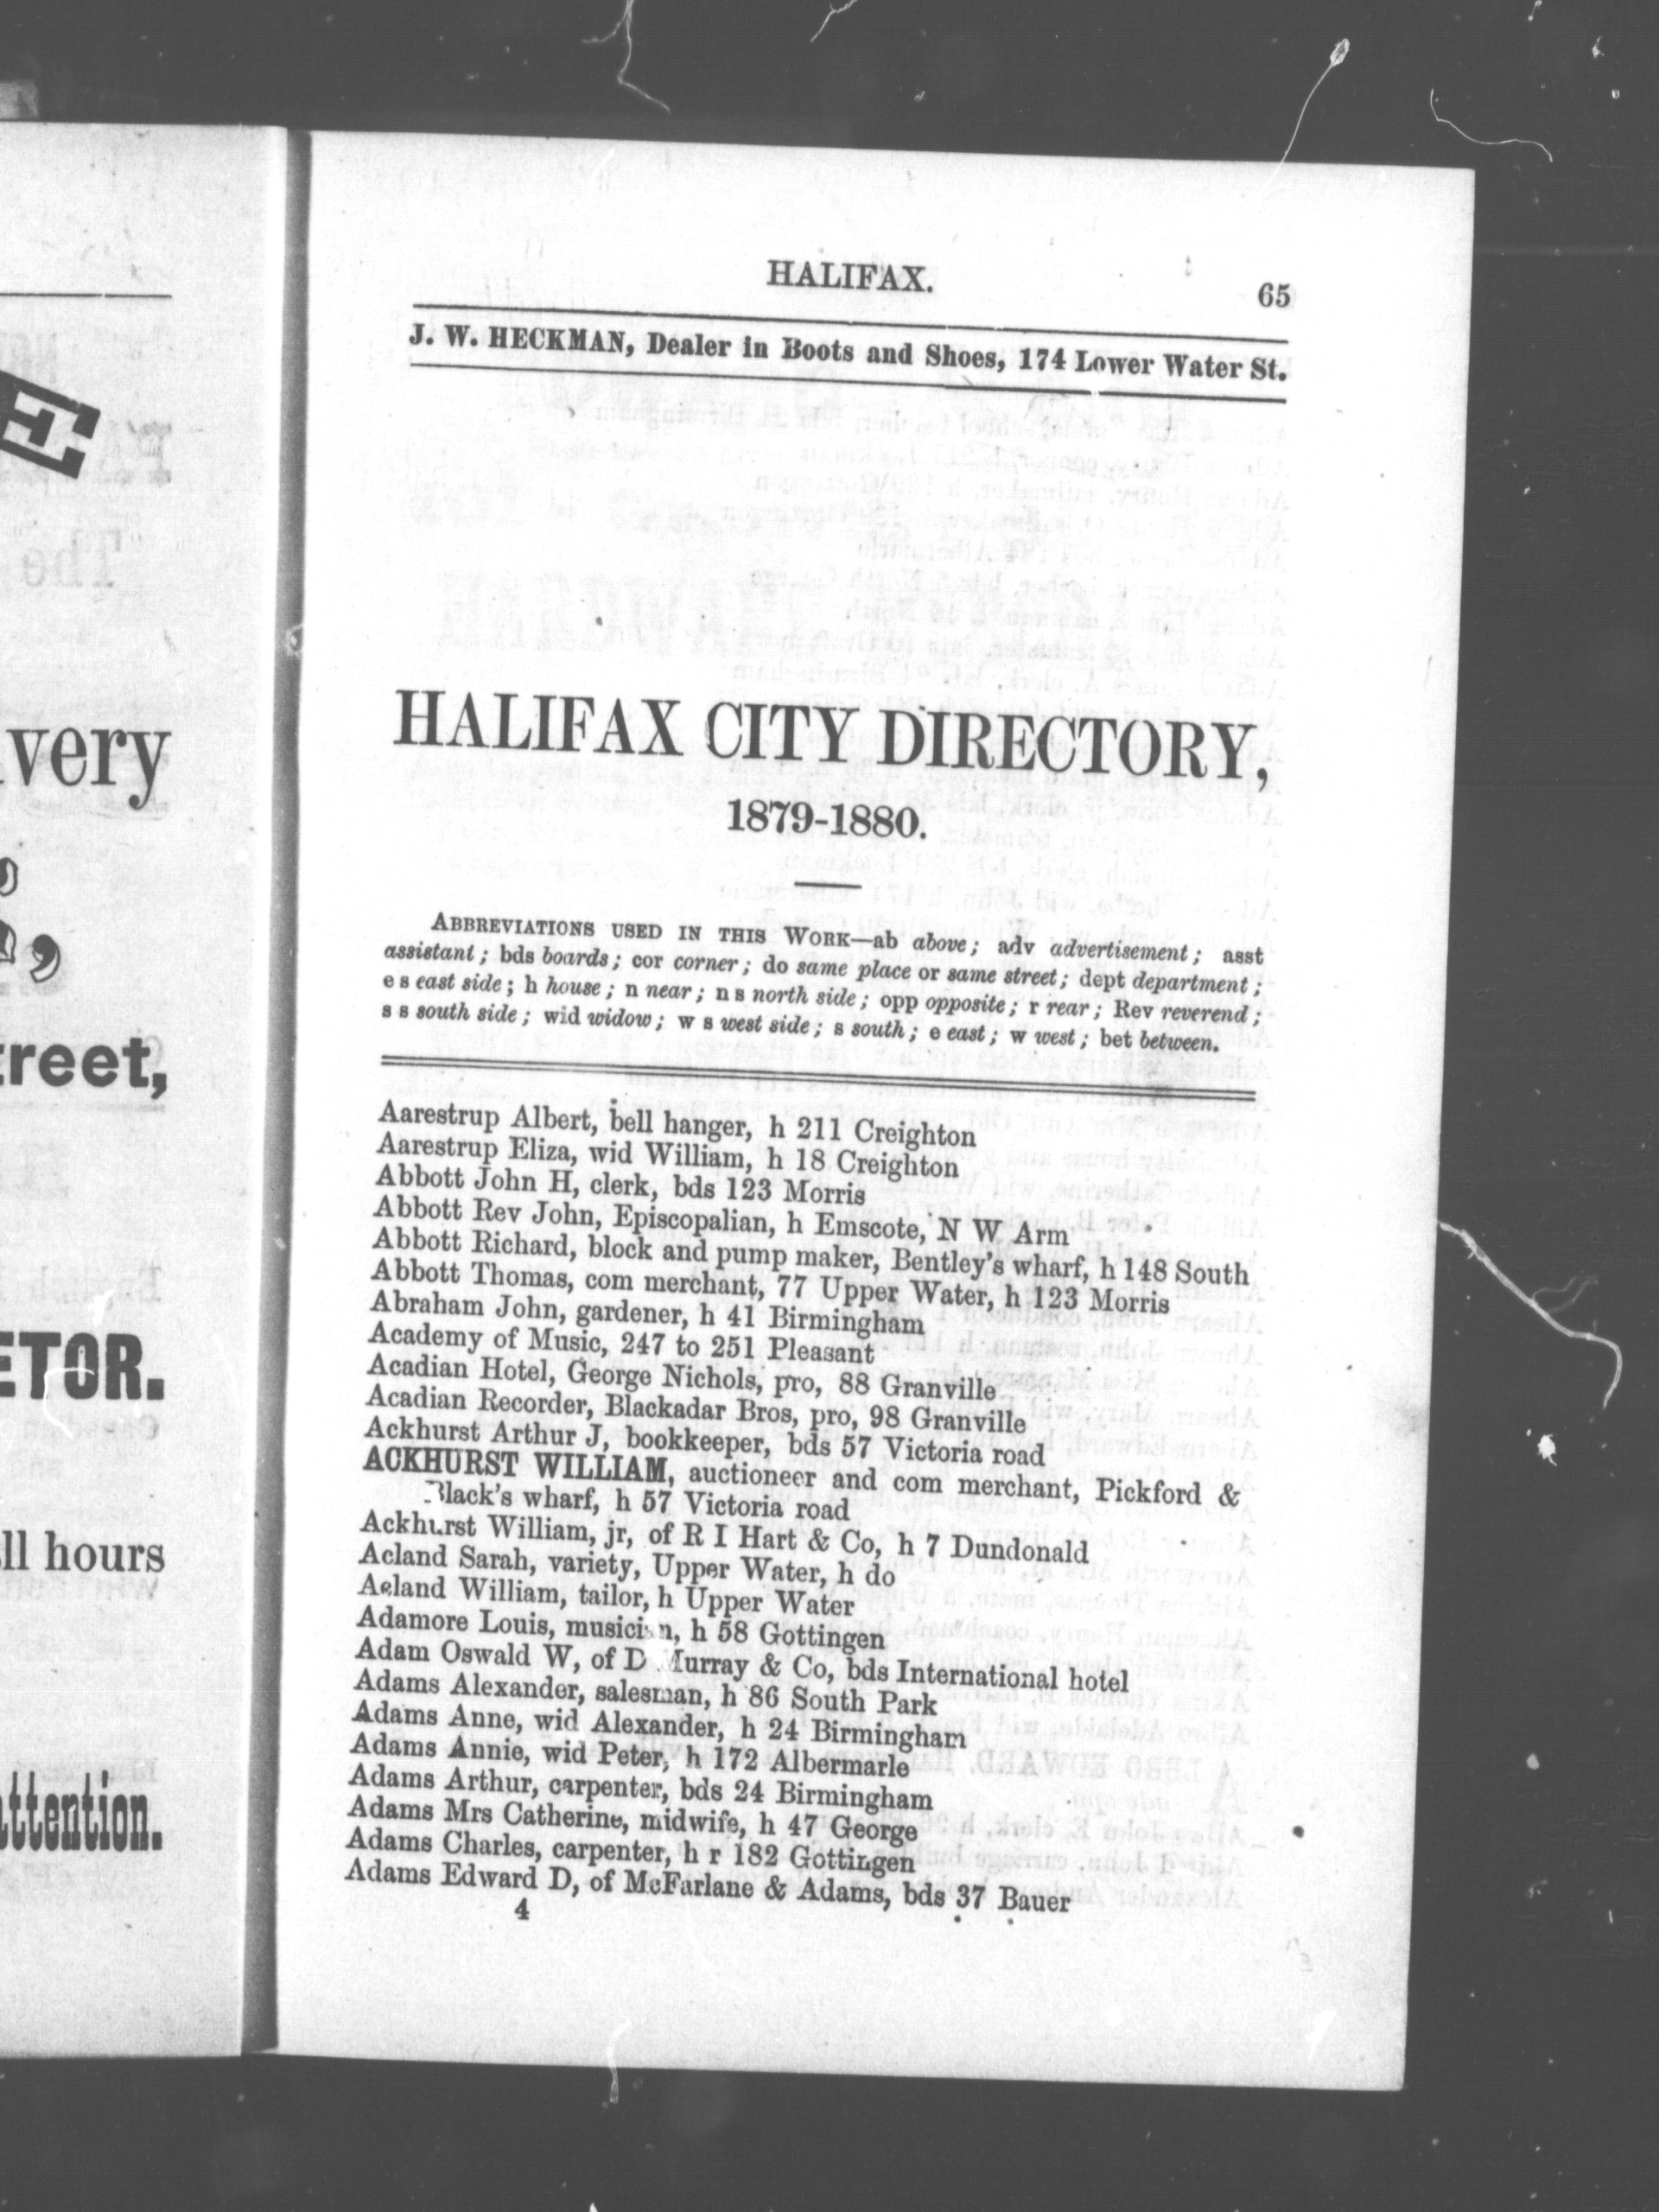 HALIFAX.
65
J. W. HECKMAN, Dealer in Boots and Shoes, 174 Lower Water St.
HALIFAX CITY DIRECTORY,
1879-1880.
ABBREVIATIONS USED IN THIS WORK—ab above; adv advertisement; asst
assistant; bds boards; cor corner; do same place or same street; dept department;
e s east side; h house; n near; n s north side; opp opposite; r rear; Rev reverend;
s s south side; wid widow; w s west side; s south; e east; w west; bet between.
Aarestrup Albert, bell hanger, h 211 Creighton
Aarestrup Eliza, wid William, h 18 Creighton
Abbott John H, clerk, bds 123 Morris
Abbott Rev John, Episcopalian, h Emscote, N W Arm
Abbott Richard, block and pump maker, Bentley's wharf, h 148 South
Abbott Thomas, com merchant, 77 Upper Water, h 123 Morris
Abraham John, gardener, h 41 Birmingham
Academy of Music, 247 to 251 Pleasant
Acadian Hotel, George Nichols, pro, 88 Granville
Acadian Recorder, Blackadar Bros, pro, 98 Granville
Ackhurst Arthur J, bookkeeper, bds 57 Victoria road
ACKHURST WILLIAM, auctioneer and com merchant, Pickford &
Black's wharf, h 57 Victoria road
Ackhurst William, jr, of R I Hart & Co, h 7 Dundonald
Acland Sarah, variety, Upper Water, h do
Acland William, tailor, h Upper Water
Adamore Louis, musician, h 58 Gottingen
Adam Oswald W, of D Murray & Co, bds International hotel
Adams Alexander, salesman, h 86 South Park
Adams Anne, wid Alexander, h 24 Birmingham
Adams Annie, wid Peter, h 172 Albermarle
Adams Arthur, carpenter, bds 24 Birmingham
Adams Mrs Catherine, midwife, h 47 George
Adams Charles, carpenter, h r 182 Gottingen
Adams Edward D, of McFarlane & Adams, bds 37 Bauer
4
E
very
treet,
ETOR.
ll hours
attention.